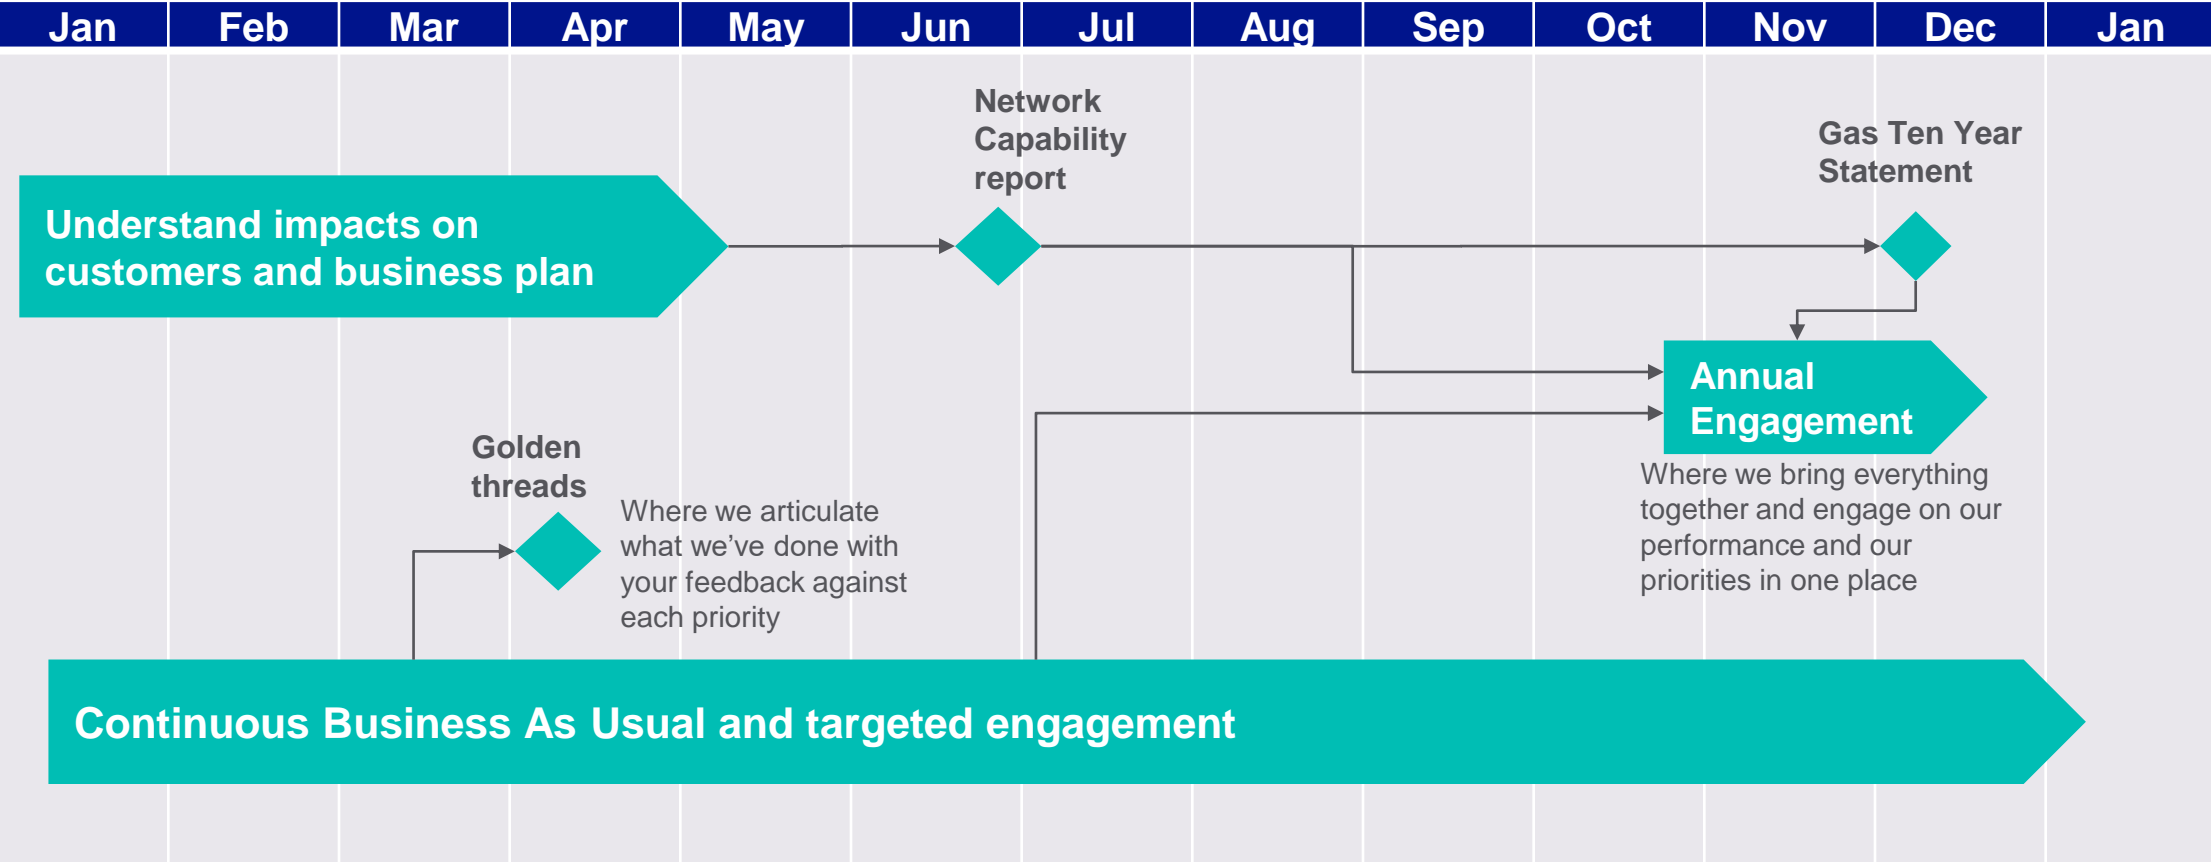 Jan Feb Mar Apr May Jun Jul Aug Sep Oct Nov Dec Jan
Network
Capability
report
Gas Ten Year
Statement
Understand impacts on
customers and business plan
Annual
Engagement
Where we bring everything
together and engage on our
performance and our
priorities in one place
Golden
threads
Where we articulate
what we’ve done with
your feedback against
each priority
Continuous Business As Usual and targeted engagement